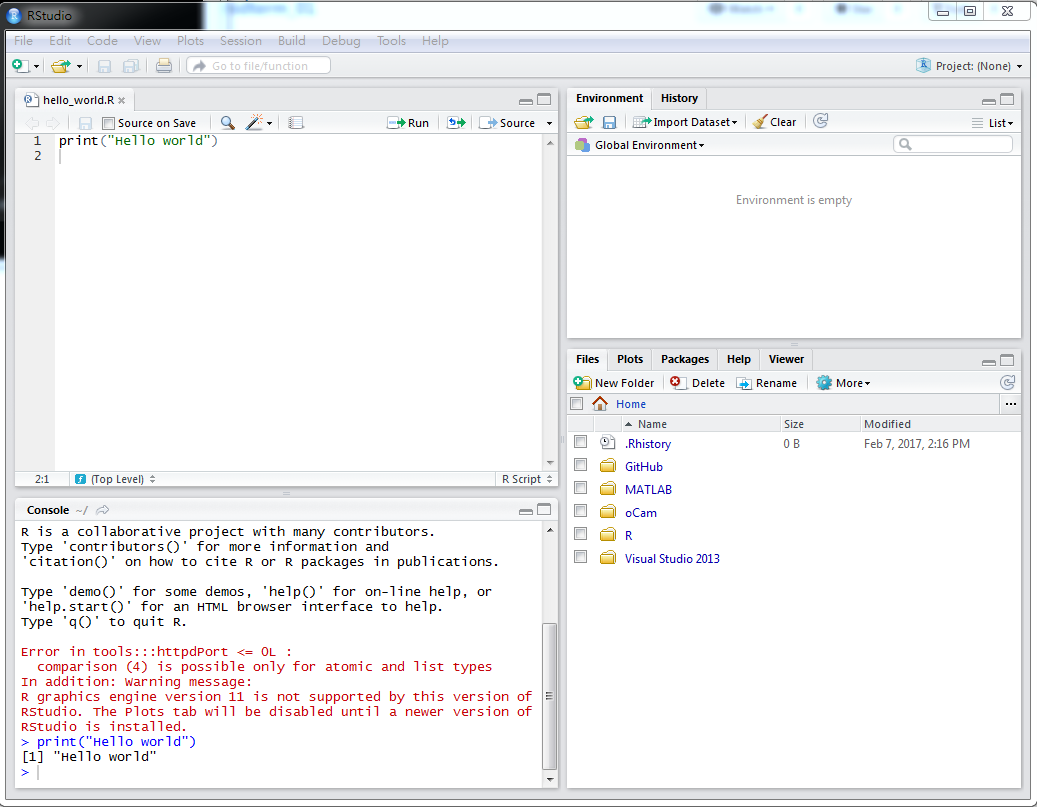 RStudio
File Edit Code View Plots Session Build Debug Tools Help
Go to file/function
Project: (None)
hello_world.R
Source on Save
Run
Source
1 print("Hello world")
2
2:1
(Top Level)
R Script
Console ~/
R is a collaborative project with many contributors.
Type 'contributors()' for more information and
'citation()' on how to cite R or R packages in publications.
Type 'demo()' for some demos, 'help()' for on-line help, or
'help.start()' for an HTML browser interface to help.
Type 'q()' to quit R.
Error in tools:::httpdPort <= 0L :
comparison (4) is possible only for atomic and list types
In addition: Warning message:
R graphics engine version 11 is not supported by this version of
RStudio. The Plots tab will be disabled until a newer version of
RStudio is installed.
> print("Hello world")
[1] "Hello world"
>
Environment History
Import Dataset Clear List
Global Environment
Environment is empty
Files Plots Packages Help Viewer
New Folder Delete Rename More
Home ...
Name Size Modified
.Rhistory 0 B Feb 7, 2017, 2:16 PM
GitHub
MATLAB
oCam
R
Visual Studio 2013